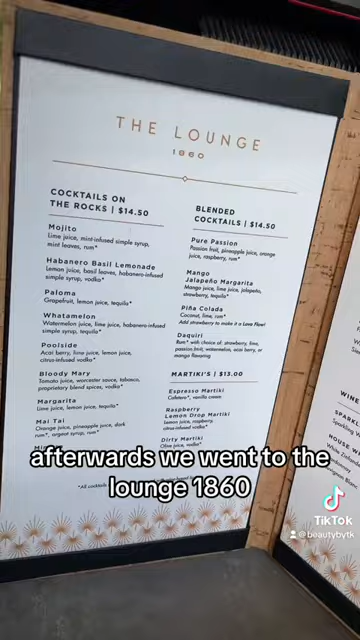 THE LOUNGE
1860
COCKTAILS ON
THE ROCKS | $14.50
Mojito
Lime juice, mint-infused simple syrup,
mint leaves, rum*
Habanero Basil Lemonade
Lemon juice, basil leaves, habanero-infused
simple syrup, vodka*
Paloma
Grapefruit, lemon juice, tequila*
Whatamelon
Watermelon juice, lime juice, habanero-infused
simple syrup, tequila*
Poolside
Acai berry, lime juice, lemon juice,
citrus-infused vodka*
Bloody Mary
Tomato juice, worcester sauce, tabasco,
proprietary blend spices, vodka*
Margarita
Lime juice, lemon juice, tequila*
Mai Tai
Orange juice, pineapple juice, dark
rum*, orgeat syrup, rum*
*All cocktails
BLENDED
COCKTAILS | $14.50
Pure Passion
Passion fruit, pineapple juice, orange
juice, raspberry, rum*
Mango
Jalapeño Margarita
Mango juice, lime juice, jalapeño,
strawberry, tequila*
Piña Colada
Coconut, lime, rum*
Add strawberry to make it a Lava Flow!
Daquiri
Rum* with choice of: strawberry, lime,
passion fruit, watermelon, acai berry, or
mango flavoring
MARTINI'S | $13.00
Espresso Martini
Cafetero*, vanilla cream
Raspberry
Lemon Drop Martini
Lemon juice, raspberry,
citrus-infused vodka*
Dirty Martini
Olive juice, vodka*
WINE
SPARKL
Sparkling W
HOUSE W
White Zinfande
afterwards we went to the
lounge 1860
TikTok
@beautybytk